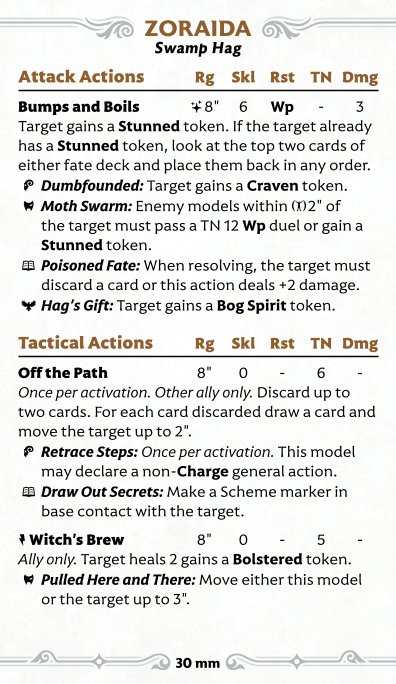 ZORAIDA
Swamp Hag
Attack Actions Rg Skl Rst TN Dmg
Bumps and Boils 8" 6 Wp - 3
Target gains a Stunned token. If the target already
has a Stunned token, look at the top two cards of
either fate deck and place them back in any order.
Dumbfounded: Target gains a Craven token.
Moth Swarm: Enemy models within 2" of
the target must pass a TN 12 Wp duel or gain a
Stunned token.
Poisoned Fate: When resolving, the target must
discard a card or this action deals +2 damage.
Hag's Gift: Target gains a Bog Spirit token.
Tactical Actions Rg Skl Rst TN Dmg
Off the Path 8" 0 - 6 -
Once per activation. Other ally only. Discard up to
two cards. For each card discarded draw a card and
move the target up to 2".
Retrace Steps: Once per activation. This model
may declare a non-Charge general action.
Draw Out Secrets: Make a Scheme marker in
base contact with the target.
Witch's Brew 8" 0 - 5 -
Ally only. Target heals 2 gains a Bolstered token.
Pulled Here and There: Move either this model
or the target up to 3".
30 mm